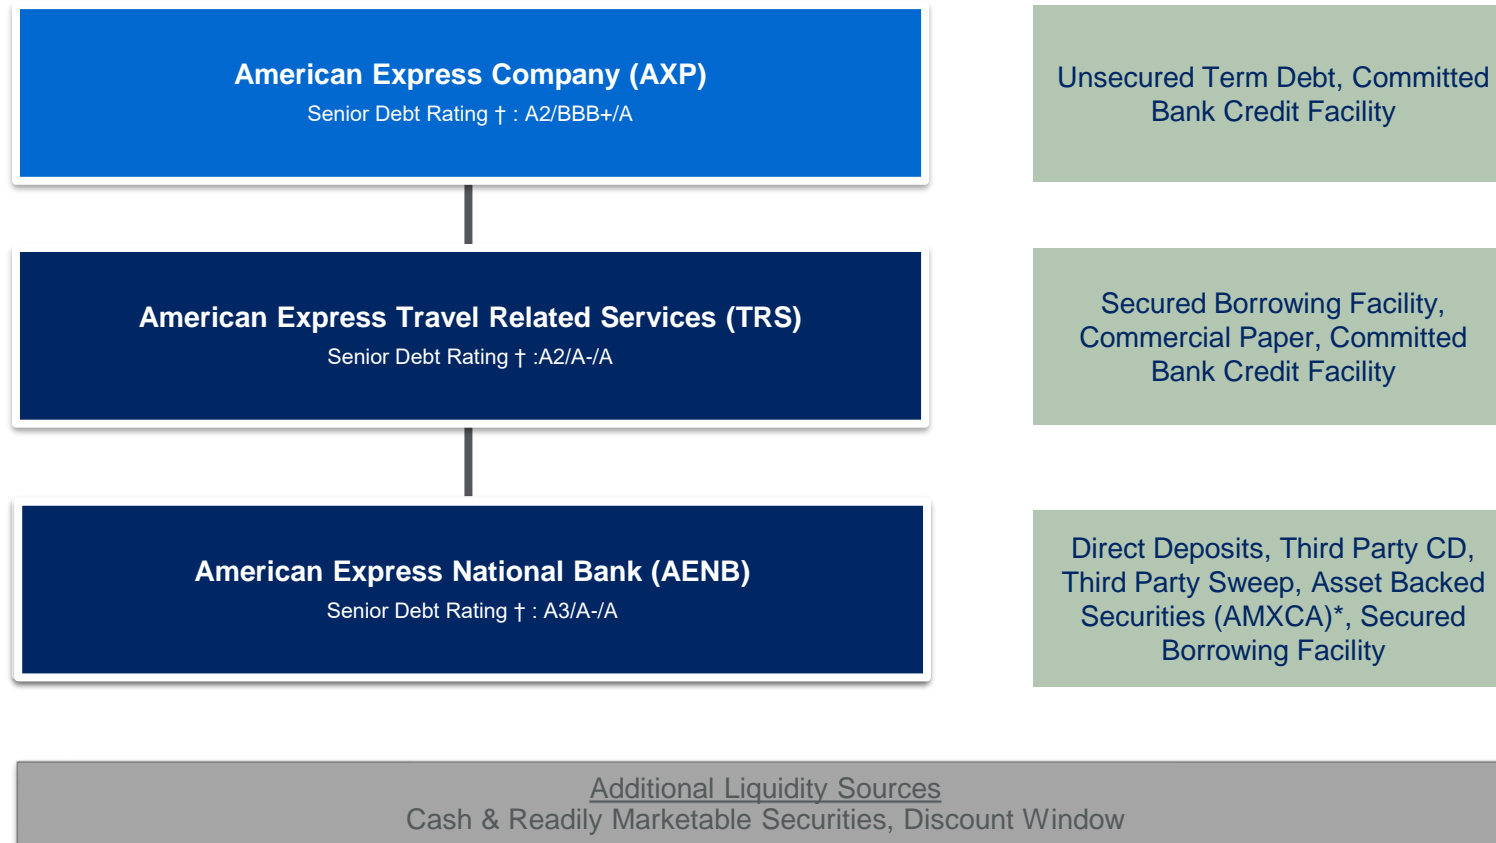 American Express Company (AXP)
Senior Debt Rating † : A2/BBB+/A
Unsecured Term Debt, Committed
Bank Credit Facility
American Express Travel Related Services (TRS)
Senior Debt Rating † :A2/A-/A
Secured Borrowing Facility,
Commercial Paper, Committed
Bank Credit Facility
American Express National Bank (AENB)
Senior Debt Rating † : A3/A-/A
Direct Deposits, Third Party CD,
Third Party Sweep, Asset Backed
Securities (AMXCA)*, Secured
Borrowing Facility
Additional Liquidity Sources
Cash & Readily Marketable Securities, Discount Window